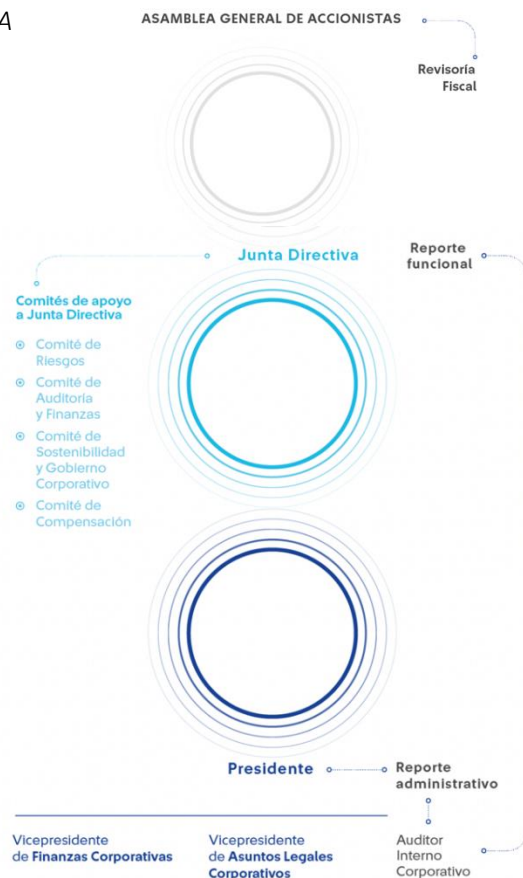 A
ASAMBLEA GENERAL DE ACCIONISTAS
Revisoría
Fiscal
Junta Directiva
Reporte
funcional
Comités de apoyo
a Junta Directiva
Comité de
Riesgos
Comité de
Auditoría
y Finanzas
Comité de
Sostenibilidad
y Gobierno
Corporativo
Comité de
Compensación
Presidente
Reporte
administrativo
Vicepresidente
de Finanzas Corporativas
Vicepresidente
de Asuntos Legales
Corporativos
Auditor
Interno
Corporativo